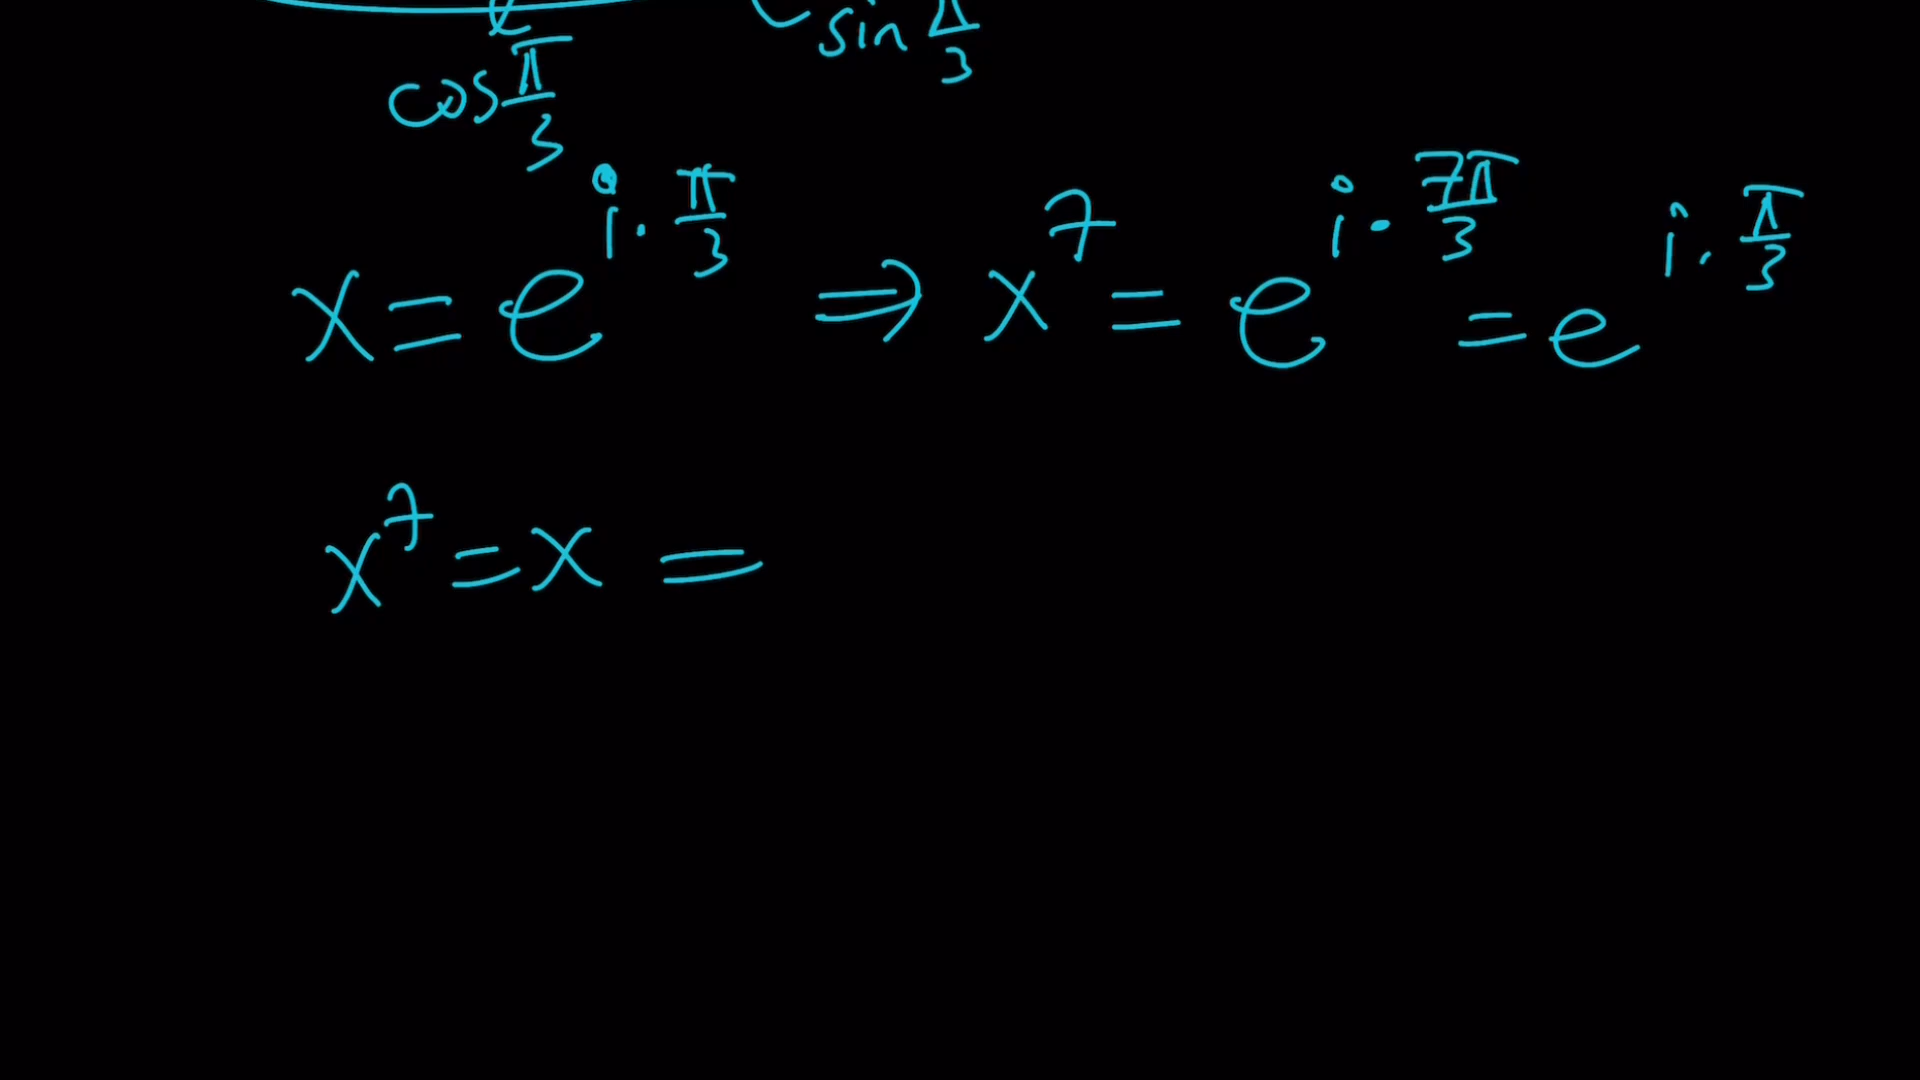 sin π/3
cos π/3
x = e^(i·π/3) ⇒ x^7 = e^(i·7π/3) = e^(i·π/3)
x^7 = x =